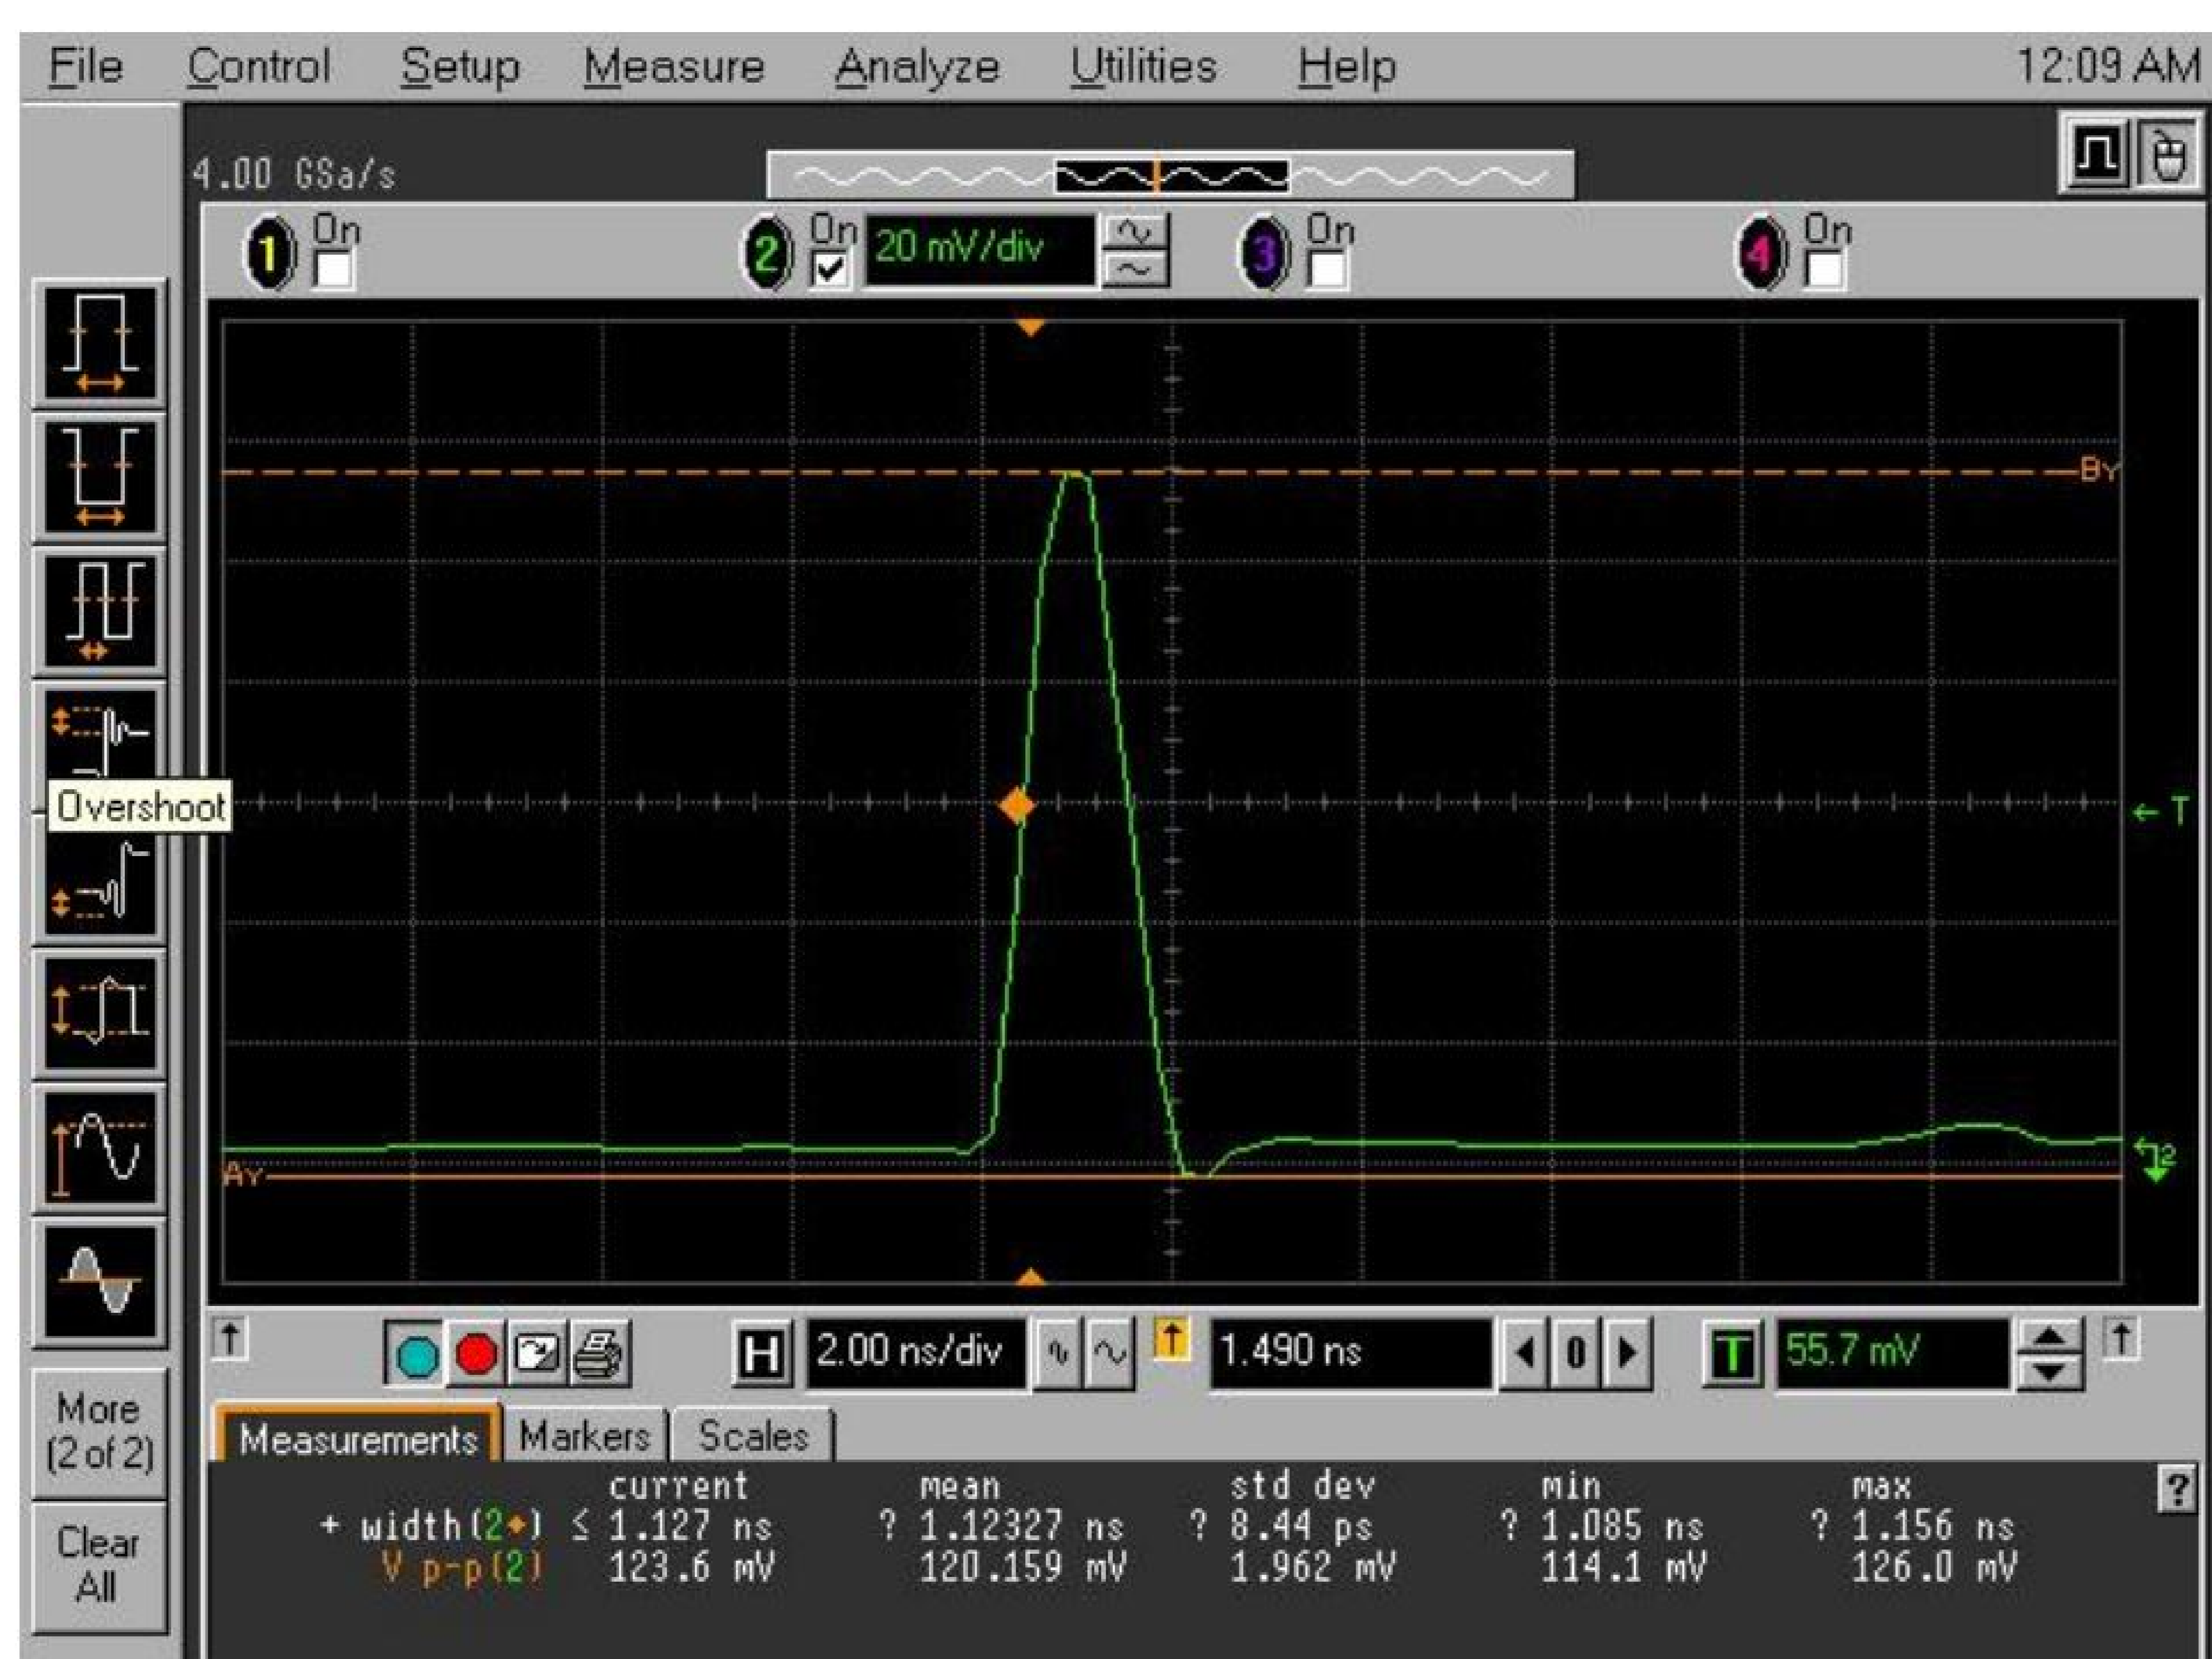 File Control Setup Measure Analyze Utilities Help 12:09 AM
4.00 GSa/s
1 On 2 On 20 mV/div 3 On 4 On
By
Overshoot
T
Ay
2
H 2.00 ns/div 1.490 ns 0 T 55.7 mV
More
(2 of 2)
Clear
All
Measurements Markers Scales
current mean std dev min max
+ width(2) ≤ 1.127 ns ? 1.12327 ns ? 8.44 ps ? 1.085 ns ? 1.156 ns
V p-p(2) 123.6 mV 120.159 mV 1.962 mV 114.1 mV 126.0 mV
?